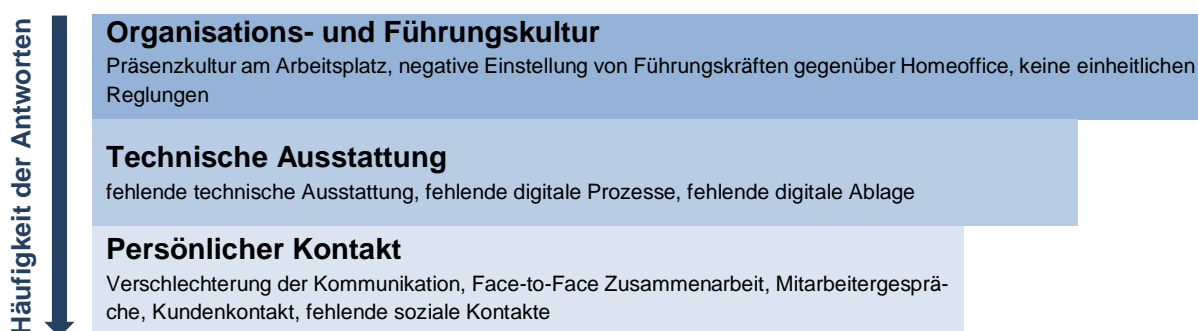 Häufigkeit der Antworten
Organisations- und Führungskultur
Präsenzkultur am Arbeitsplatz, negative Einstellung von Führungskräften gegenüber Homeoffice, keine einheitlichen
Reglungen
Technische Ausstattung
fehlende technische Ausstattung, fehlende digitale Prozesse, fehlende digitale Ablage
Persönlicher Kontakt
Verschlechterung der Kommunikation, Face-to-Face Zusammenarbeit, Mitarbeitergesprä-
che, Kundenkontakt, fehlende soziale Kontakte